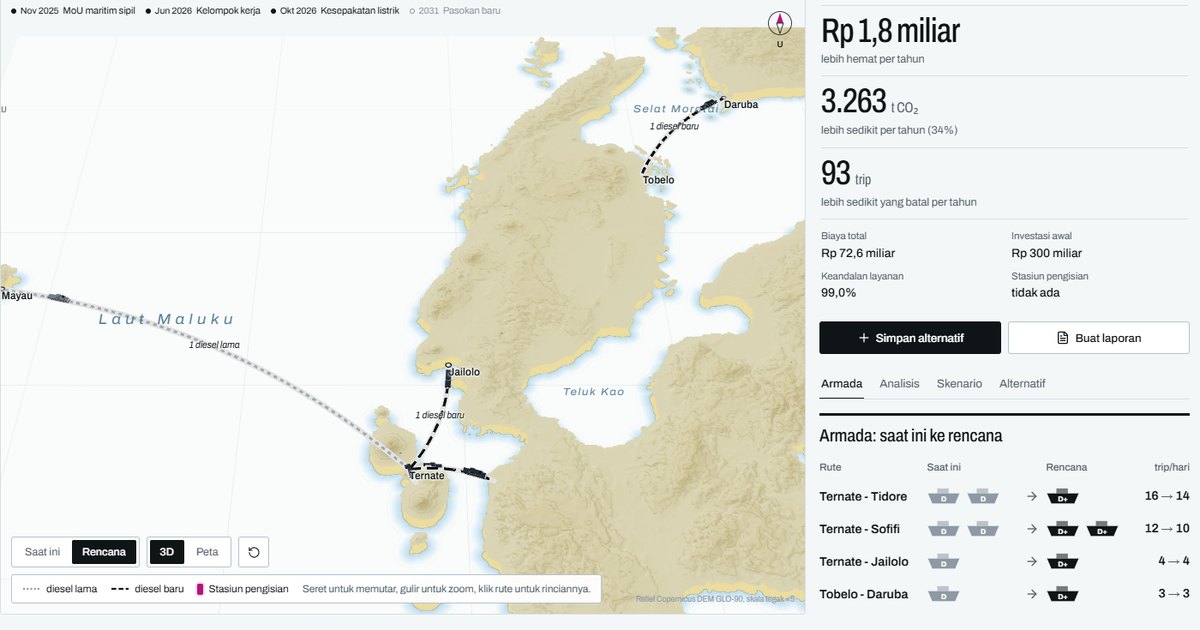 Nov 2025 MoU maritim sipil Jun 2026 Kelompok kerja Okt 2026 Kesepakatan listrik 2031 Pasokan baru
U
Selat Morotai
Daruba
1 diesel baru
Tobelo
Mayau
Laut Maluku
1 diesel lama
Jailolo
Teluk Kao
1 diesel baru
Ternate
Saat ini Rencana 3D Peta
diesel lama diesel baru Stasiun pengisian Seret untuk memutar, gulir untuk zoom, klik rute untuk rinciannya.
Relief Copernicus DEM GLO-90, skala tegak ×5
Rp 1,8 miliar
lebih hemat per tahun
3.263 t CO₂
lebih sedikit per tahun (34%)
93 trip
lebih sedikit yang batal per tahun
Biaya total Investasi awal
Rp 72,6 miliar Rp 300 miliar
Keandalan layanan Stasiun pengisian
99,0% tidak ada
+ Simpan alternatif Buat laporan
Armada Analisis Skenario Alternatif
Armada: saat ini ke rencana
Rute Saat ini Rencana trip/hari
Ternate - Tidore D D → D+ 16 → 14
Ternate - Sofifi D D → D+ D+ 12 → 10
Ternate - Jailolo D → D+ 4 → 4
Tobelo - Daruba D → D+ 3 → 3